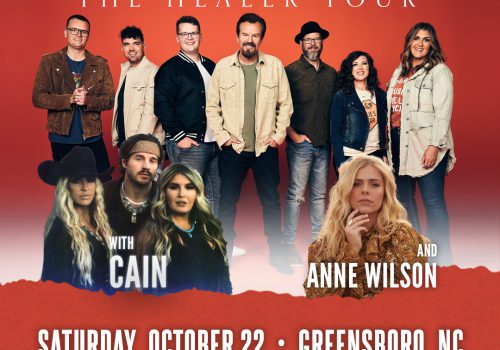 THE HEALER TOUR
WITH
CAIN
AND
ANNE WILSON
SATURDAY, OCTOBER 22 • GREENSBORO, NC